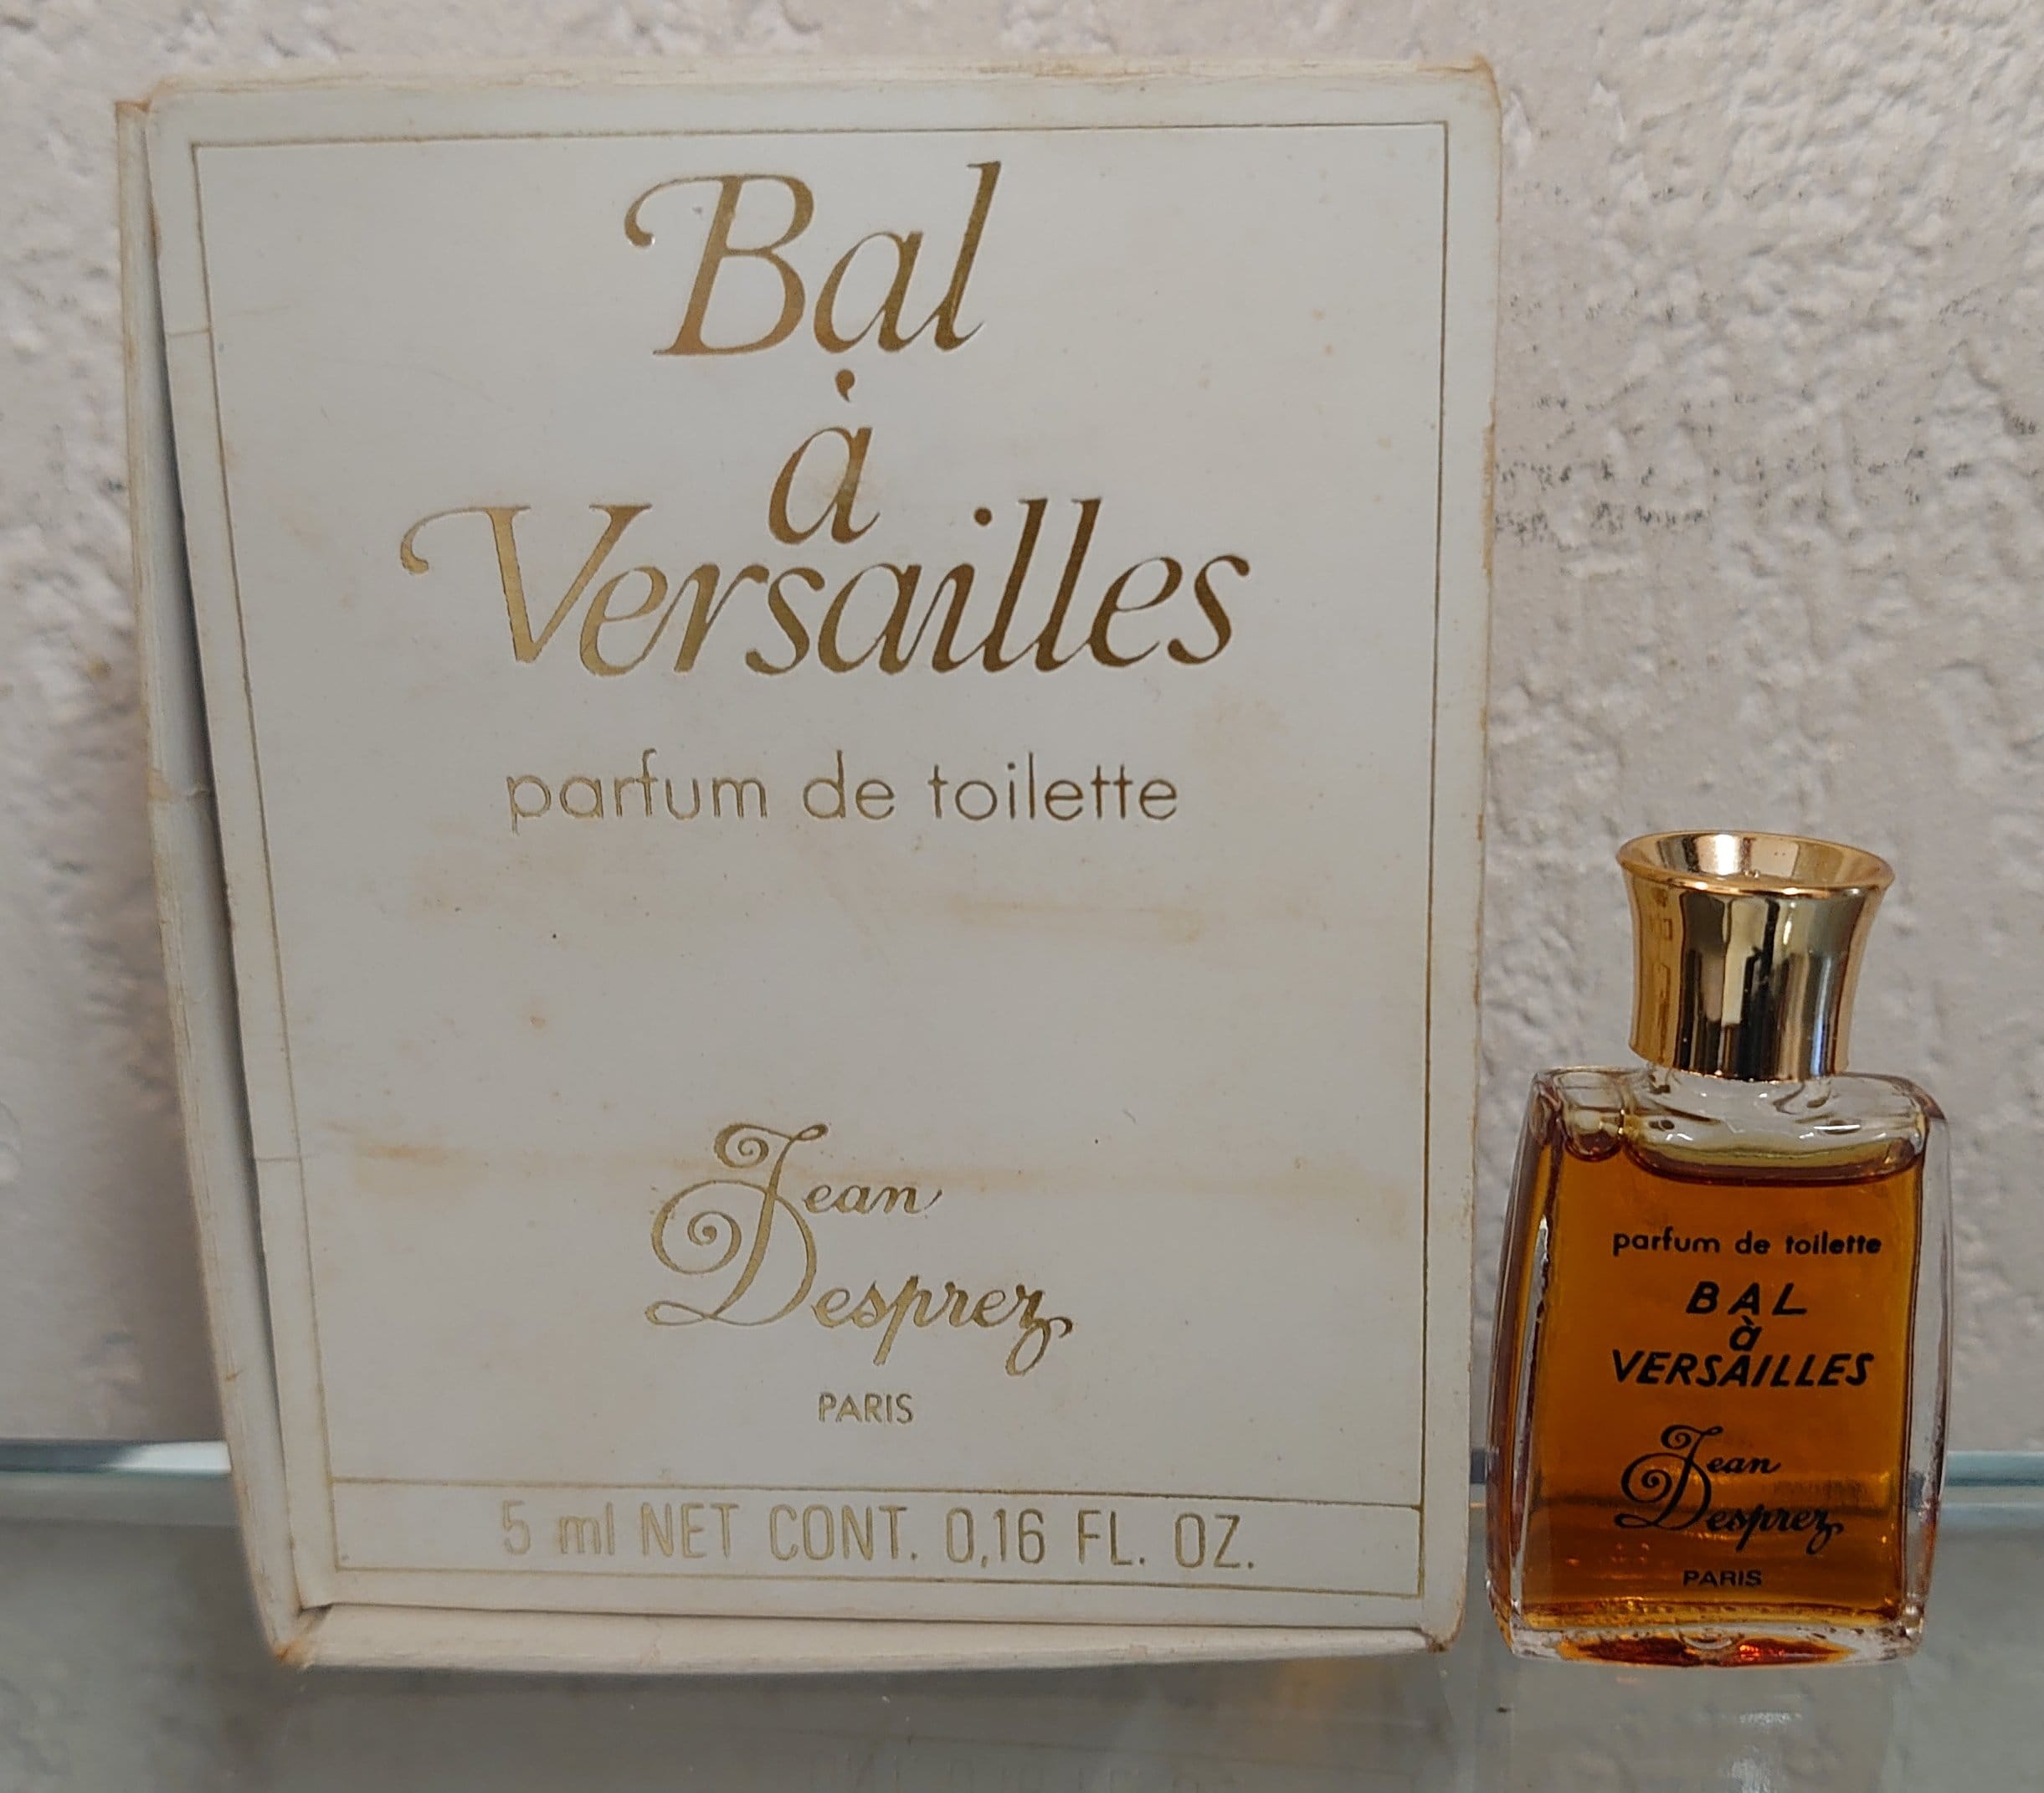 Bal
à
Versailles
parfum de toilette
Jean
Desprez
PARIS
5 ml NET CONT. 0,16 FL. OZ.
parfum de toilette
BAL
à
VERSAILLES
Jean
Desprez
PARIS